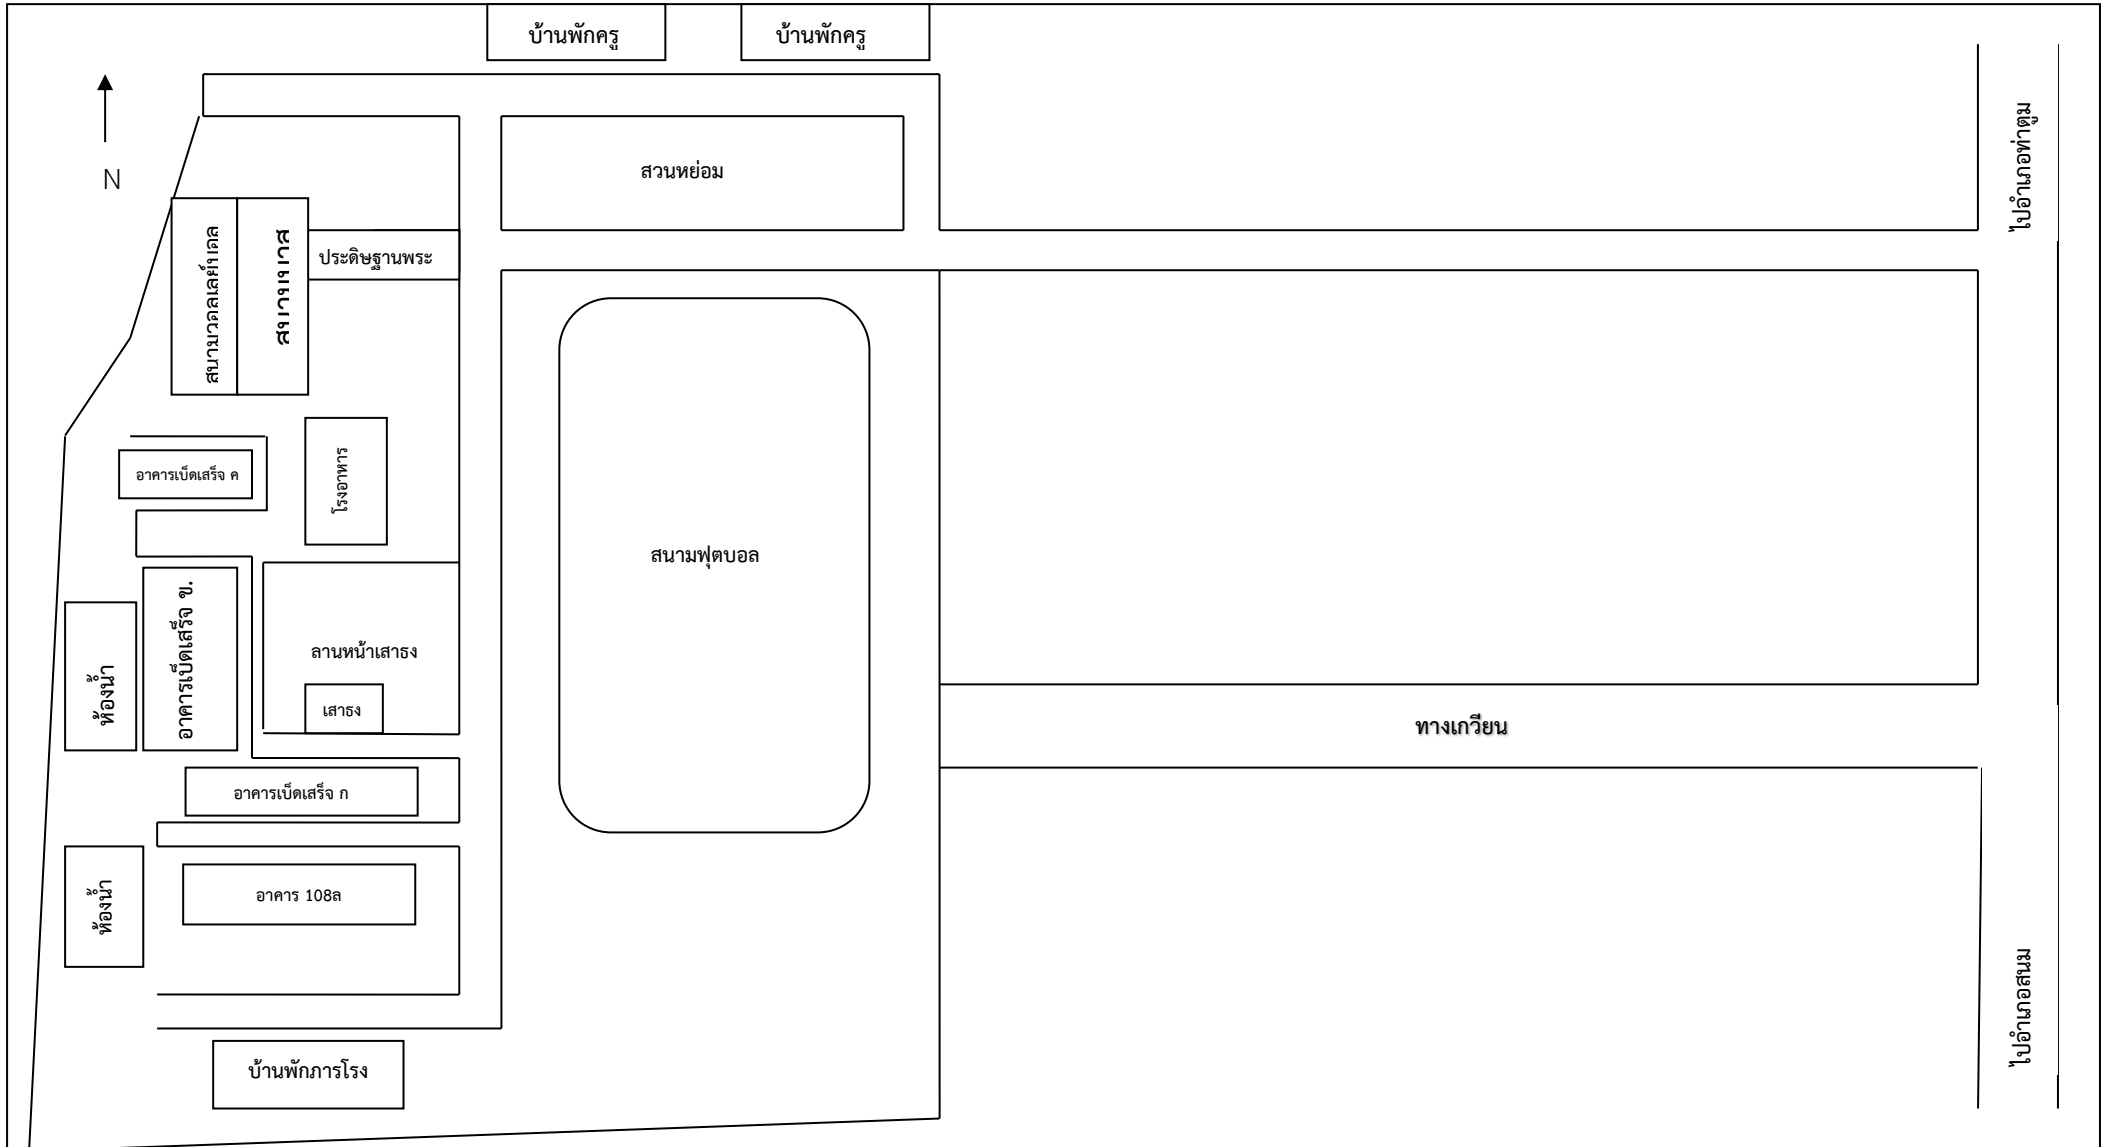 บ้านพักครู
บ้านพักครู
ไปอำเภอท่าตูม
N
สวนหย่อม
สนามวอลเลย์บอล
ประดิษฐานพระ
อาคารเบ็ดเสร็จ ค
โรงอาหาร
สนามฟุตบอล
ห้องน้ำ
อาคารเบ็ดเสร็จ ข.
ลานหน้าเสาธง
เสาธง
ทางเกวียน
อาคารเบ็ดเสร็จ ก
ห้องน้ำ
อาคาร 108ล
ไปอำเภอสนม
บ้านพักภารโรง